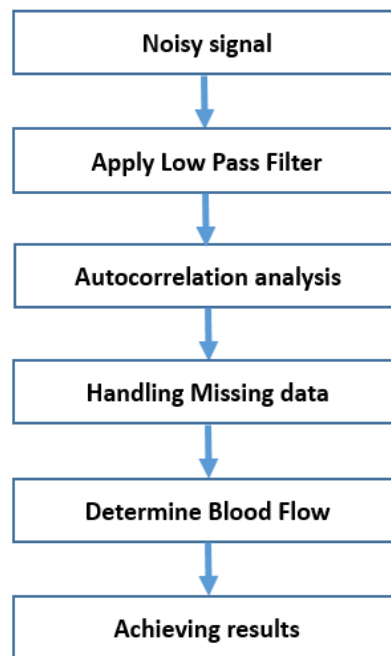 Noisy signal
Apply Low Pass Filter
Autocorrelation analysis
Handling Missing data
Determine Blood Flow
Achieving results